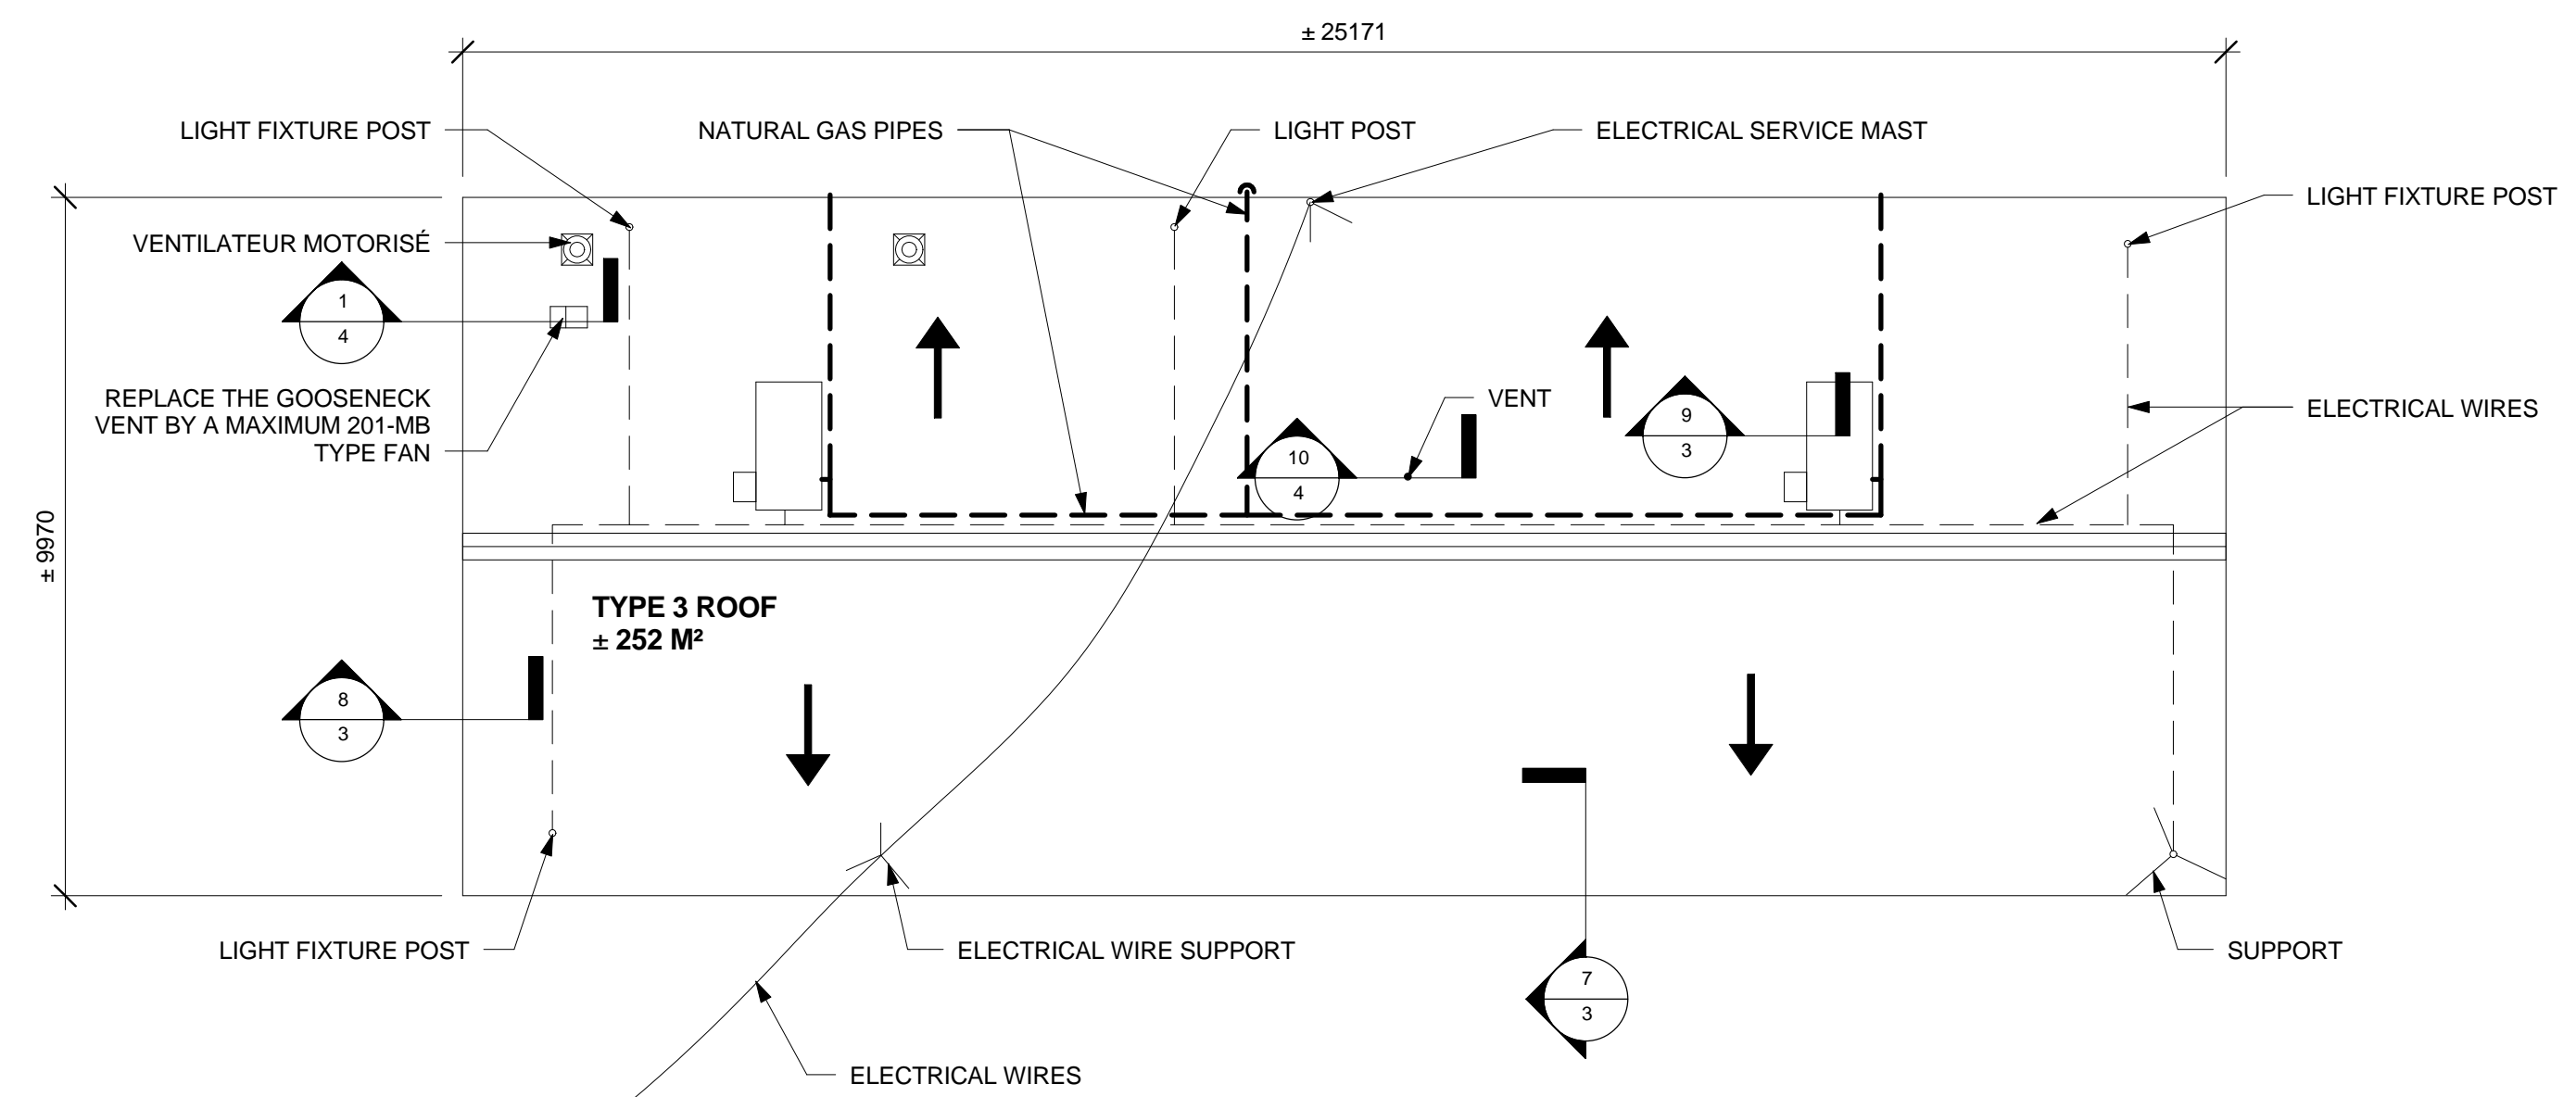 ± 25171
LIGHT FIXTURE POST
NATURAL GAS PIPES
LIGHT POST
ELECTRICAL SERVICE MAST
LIGHT FIXTURE POST
VENTILATEUR MOTORISÉ
1
4
REPLACE THE GOOSENECK
VENT BY A MAXIMUM 201-MB
TYPE FAN
VENT
9
3
ELECTRICAL WIRES
10
4
± 9970
TYPE 3 ROOF
± 252 M²
8
3
LIGHT FIXTURE POST
ELECTRICAL WIRE SUPPORT
SUPPORT
7
3
ELECTRICAL WIRES